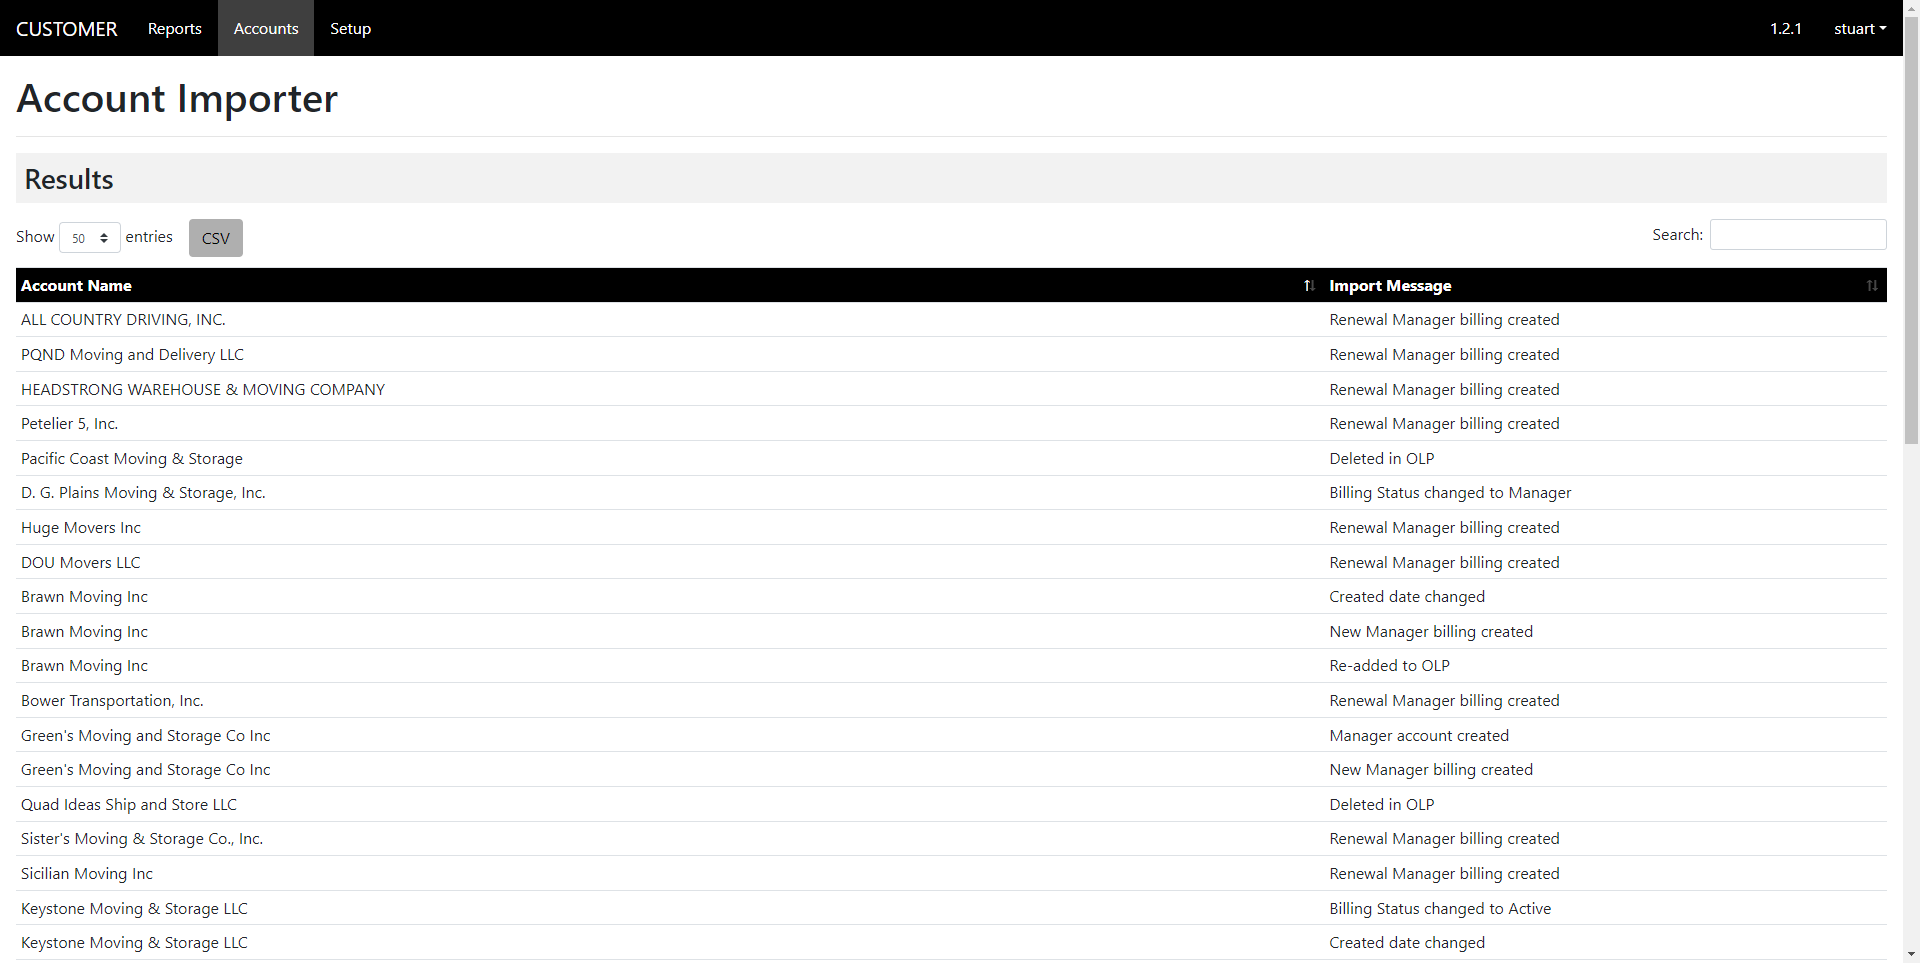 CUSTOMER Reports Accounts Setup 1.2.1 stuart
Account Importer
Results
Show 50 entries CSV Search:
Account Name Import Message
ALL COUNTRY DRIVING, INC. Renewal Manager billing created
PQND Moving and Delivery LLC Renewal Manager billing created
HEADSTRONG WAREHOUSE & MOVING COMPANY Renewal Manager billing created
Petelier 5, Inc. Renewal Manager billing created
Pacific Coast Moving & Storage Deleted in OLP
D. G. Plains Moving & Storage, Inc. Billing Status changed to Manager
Huge Movers Inc Renewal Manager billing created
DOU Movers LLC Renewal Manager billing created
Brawn Moving Inc Created date changed
Brawn Moving Inc New Manager billing created
Brawn Moving Inc Re-added to OLP
Bower Transportation, Inc. Renewal Manager billing created
Green's Moving and Storage Co Inc Manager account created
Green's Moving and Storage Co Inc New Manager billing created
Quad Ideas Ship and Store LLC Deleted in OLP
Sister's Moving & Storage Co., Inc. Renewal Manager billing created
Sicilian Moving Inc Renewal Manager billing created
Keystone Moving & Storage LLC Billing Status changed to Active
Keystone Moving & Storage LLC Created date changed